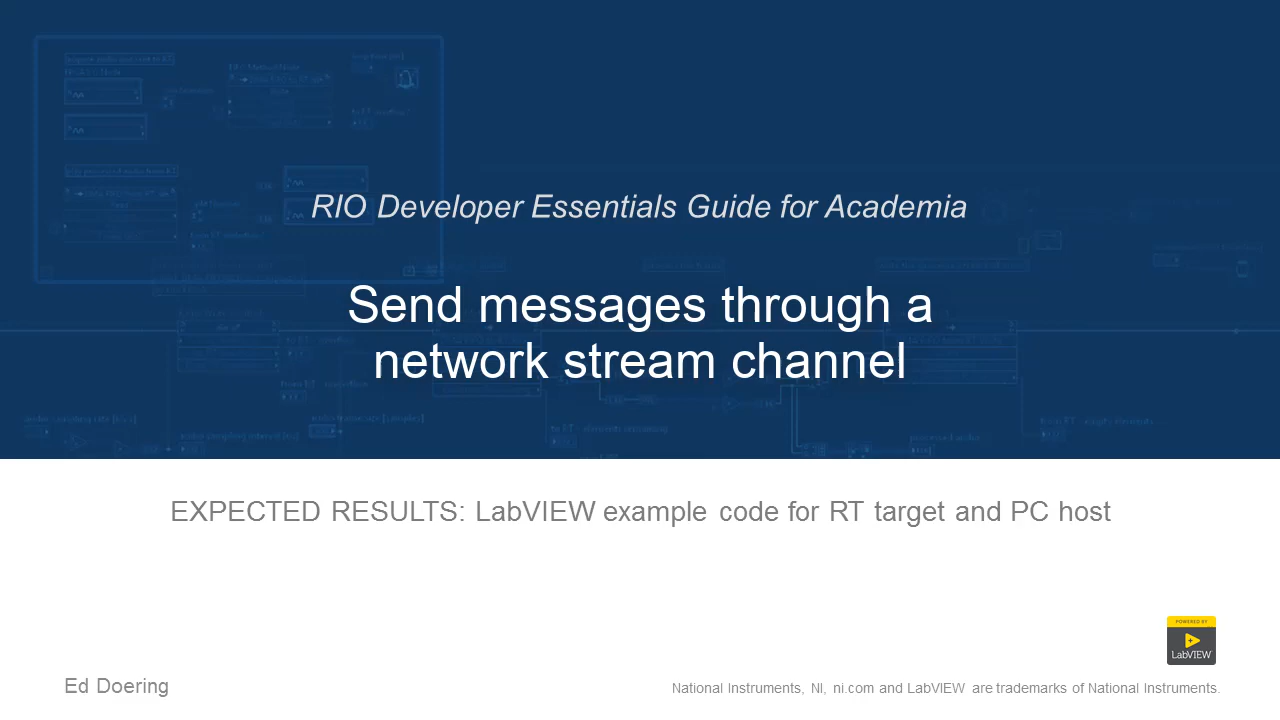 RIO Developer Essentials Guide for Academia
Send messages through a
network stream channel
EXPECTED RESULTS: LabVIEW example code for RT target and PC host
POWERED BY
LabVIEW
Ed Doering
National Instruments, NI, ni.com and LabVIEW are trademarks of National Instruments.